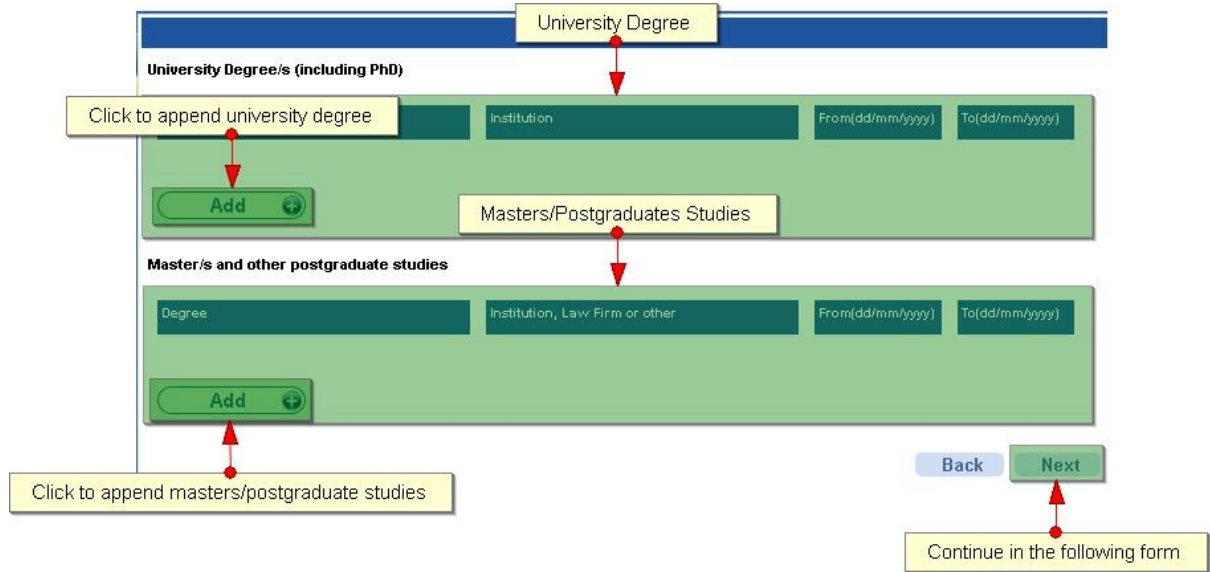 University Degree
University Degree/s (including PhD)
Click to append university degree
Institution
From(dd/mm/yyyy)
To(dd/mm/yyyy)
Add
Masters/Postgraduates Studies
Master/s and other postgraduate studies
Degree
Institution, Law Firm or other
From(dd/mm/yyyy)
To(dd/mm/yyyy)
Add
Back
Next
Click to append masters/postgraduate studies
Continue in the following form